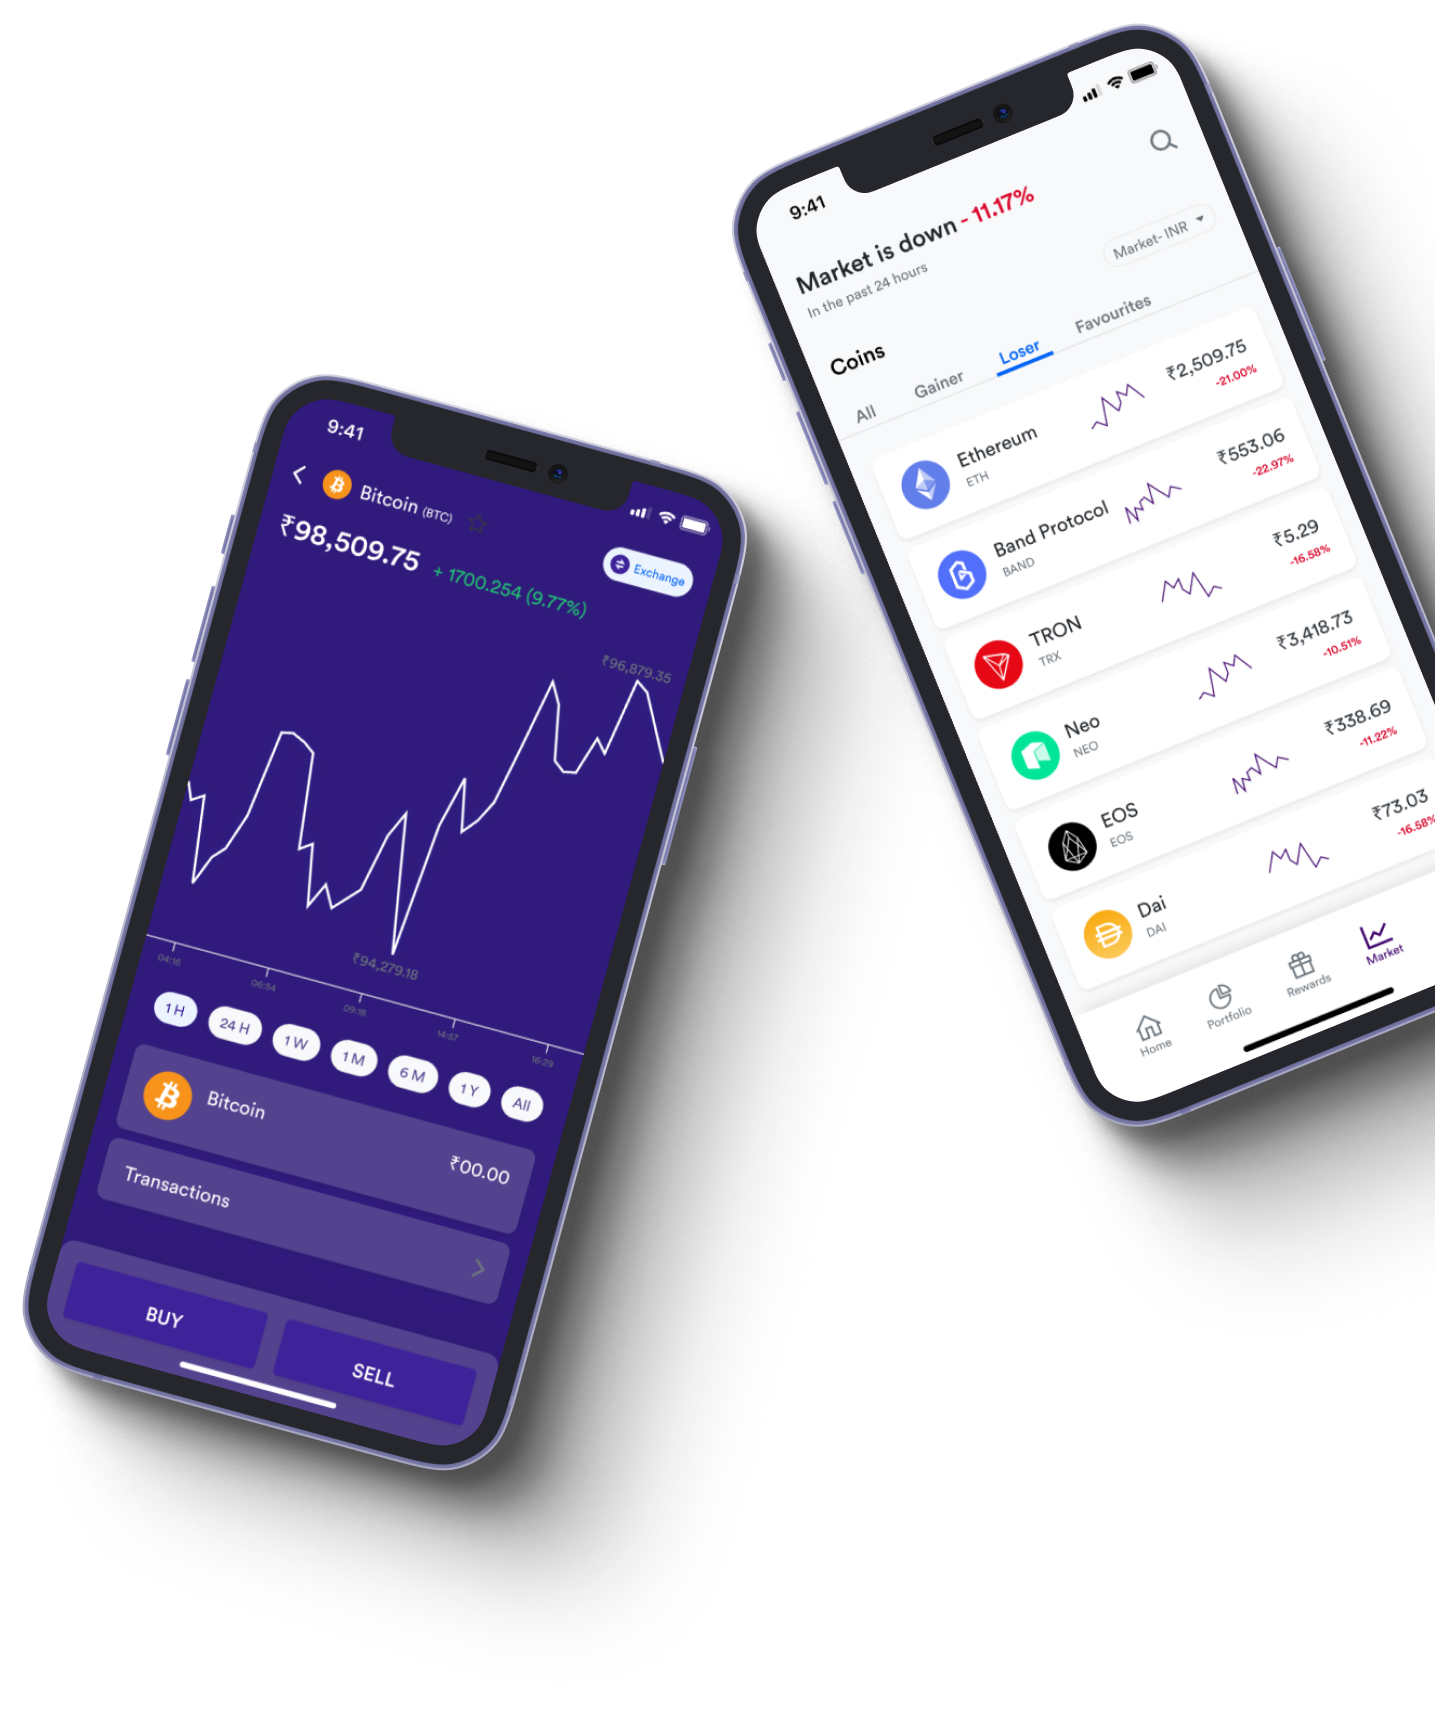 9:41
Bitcoin (BTC)
₹98,509.75
+ 1700.254 (9.77%)
Exchange
₹96,879.35
₹94,279.18
04:16
06:54
09:18
14:57
16:29
1 H
24 H
1 W
1 M
6 M
1 Y
All
Bitcoin
₹00.00
Transactions
BUY
SELL
9:41
Market is down - 11.17%
In the past 24 hours
Market- INR
Coins
All
Gainer
Loser
Favourites
Ethereum
ETH
₹2,509.75
-21.00%
Band Protocol
BAND
₹553.06
-22.97%
TRON
TRX
₹5.29
-16.58%
Neo
NEO
₹3,418.73
-10.51%
EOS
EOS
₹338.69
-11.22%
Dai
DAI
₹73.03
-16.58%
Home
Portfolio
Rewards
Market